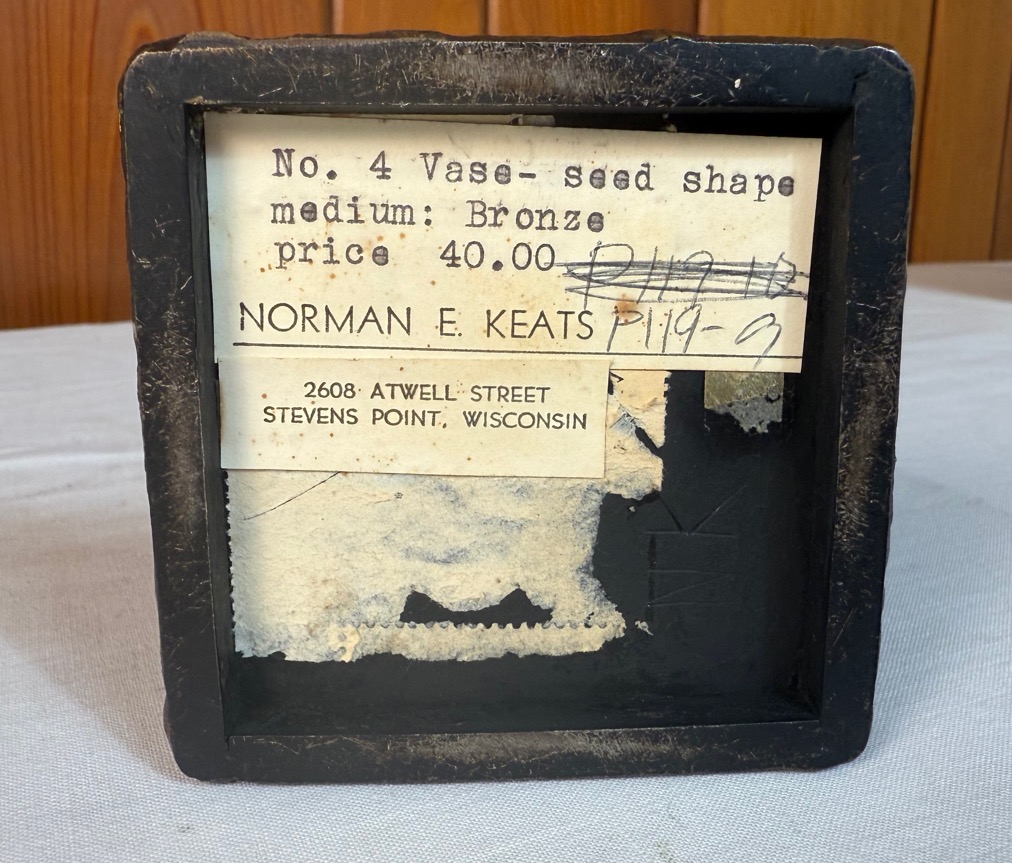 No. 4 Vase- seed shape
medium: Bronze
price 40.00
NORMAN E. KEATS P119-9
2608 ATWELL STREET
STEVENS POINT, WISCONSIN
NK